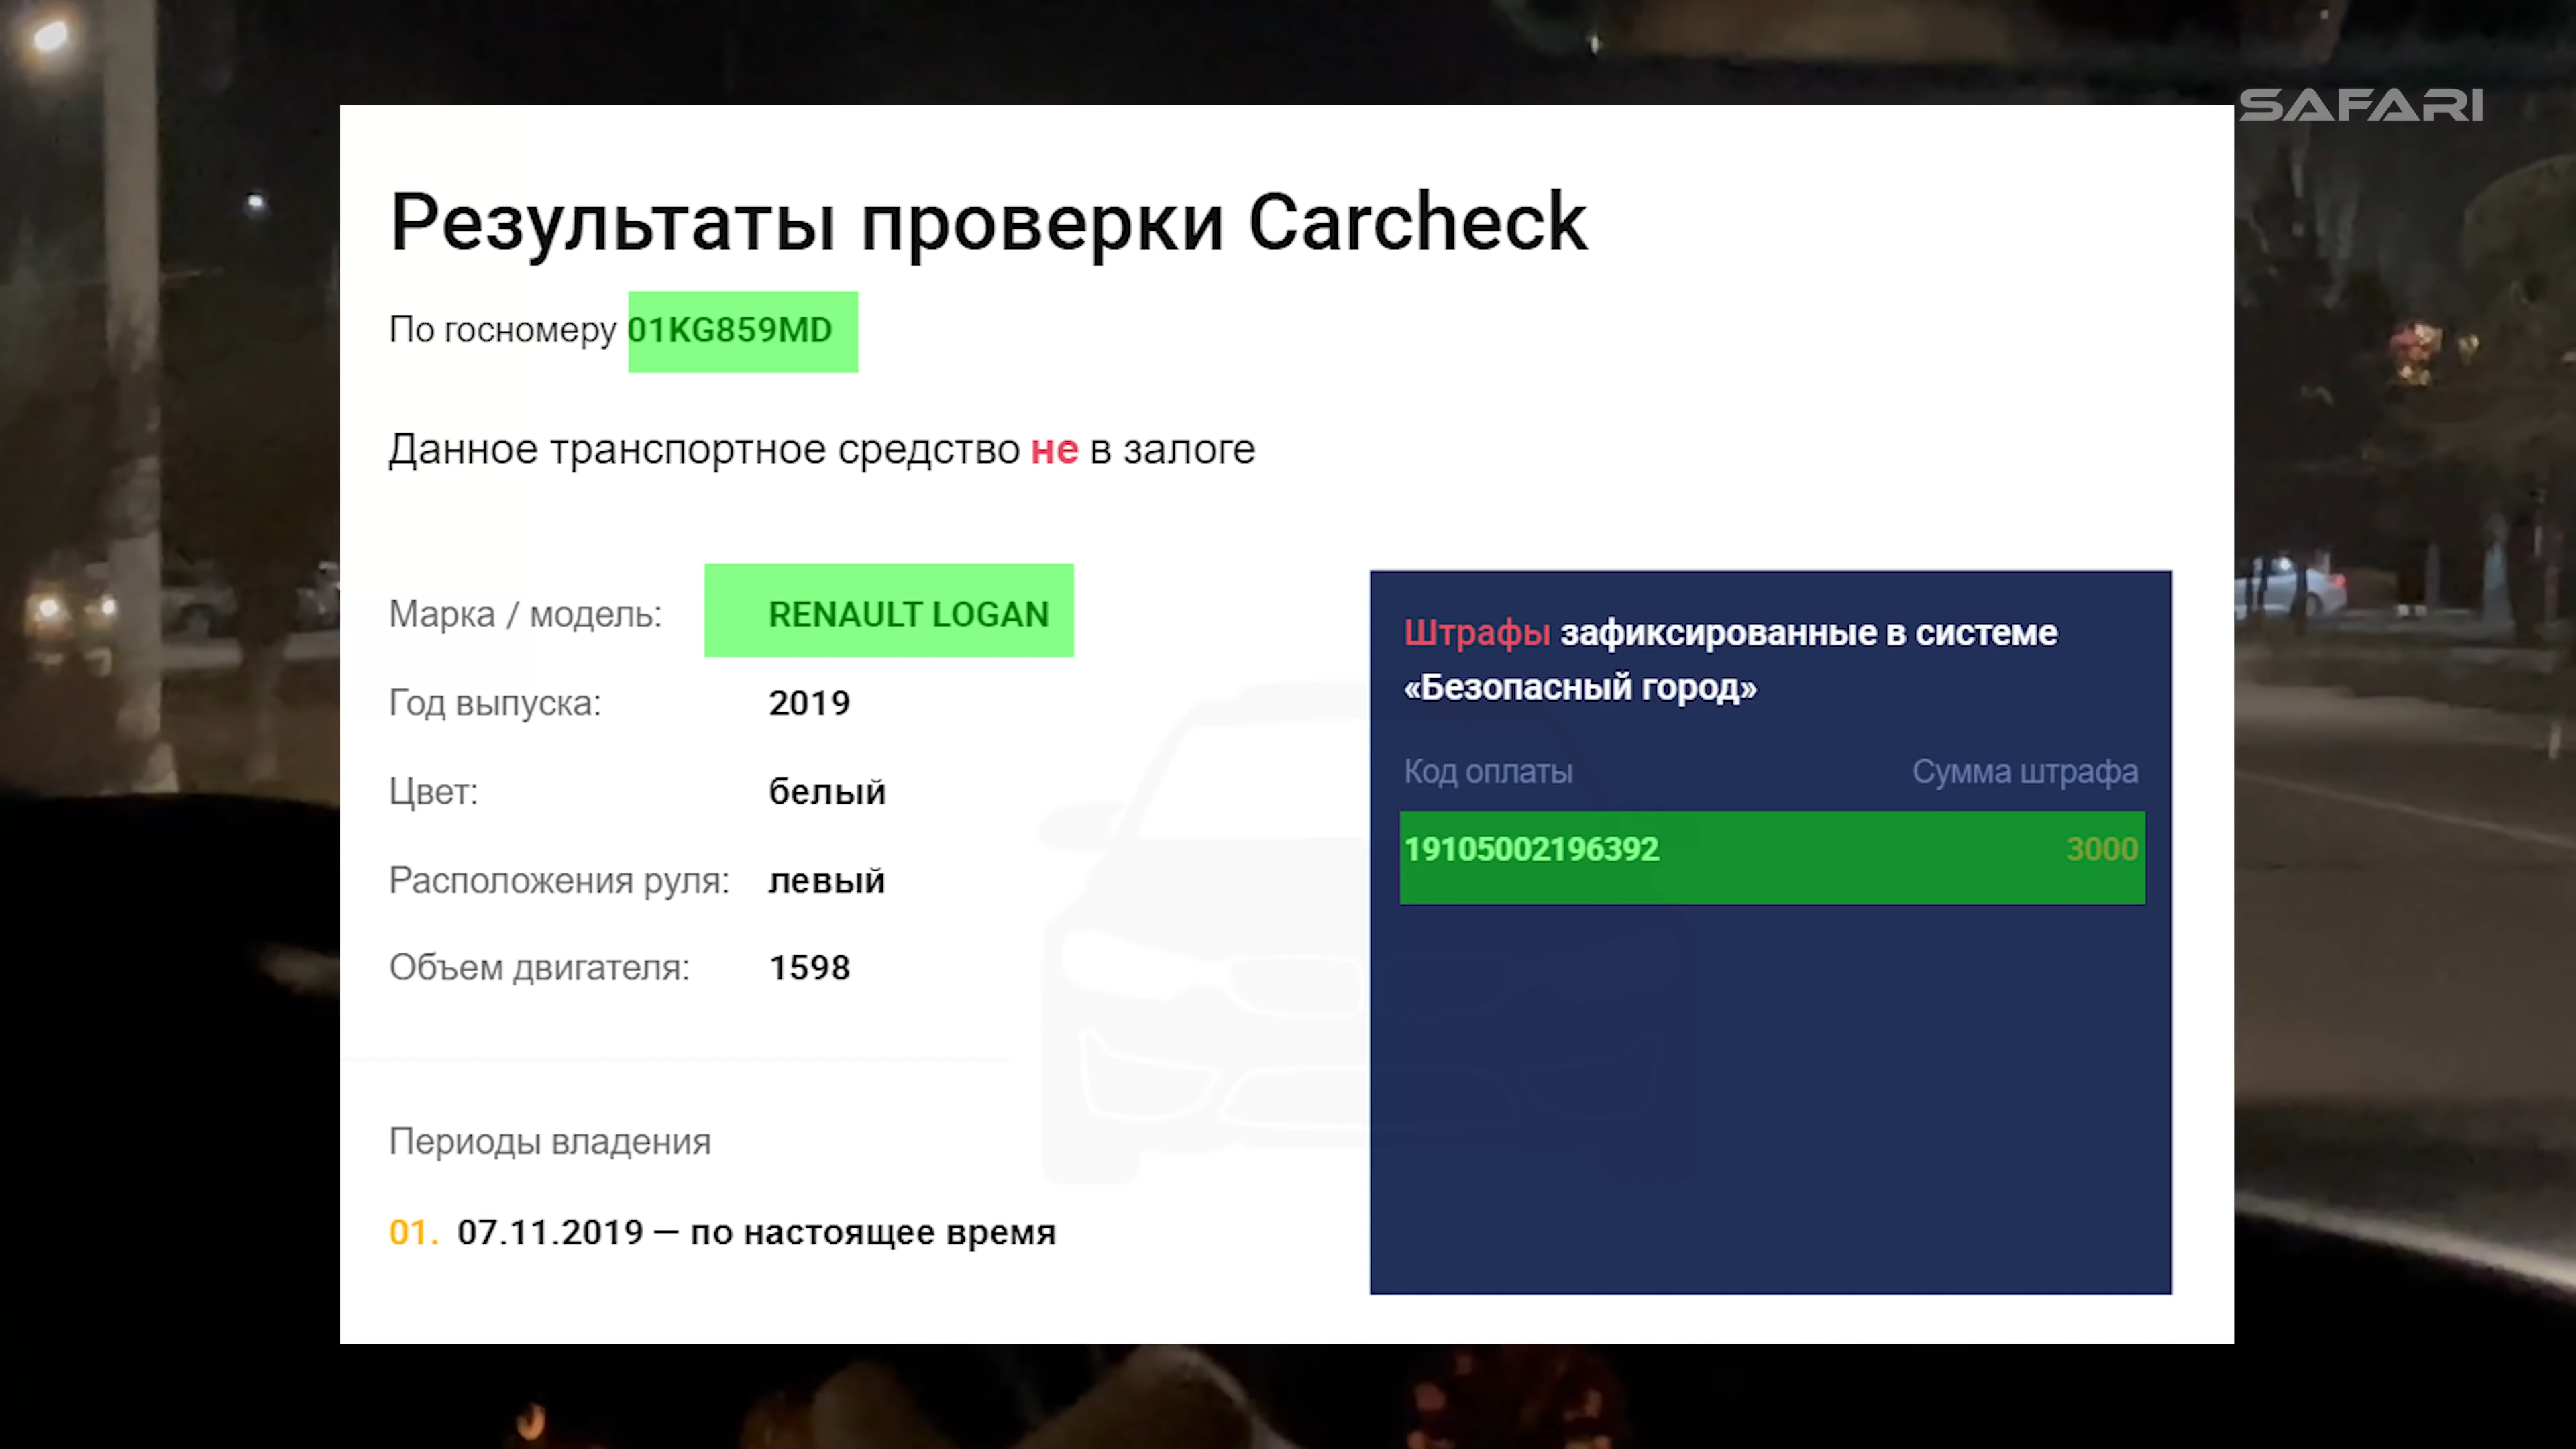 SAFARI
Результаты проверки Carcheck
По госномеру 01KG859MD
Данное транспортное средство не в залоге
Марка / модель: RENAULT LOGAN
Год выпуска: 2019
Цвет: белый
Расположения руля: левый
Объем двигателя: 1598
Периоды владения
01. 07.11.2019 — по настоящее время
Штрафы зафиксированные в системе
«Безопасный город»
Код оплаты Сумма штрафа
19105002196392 3000